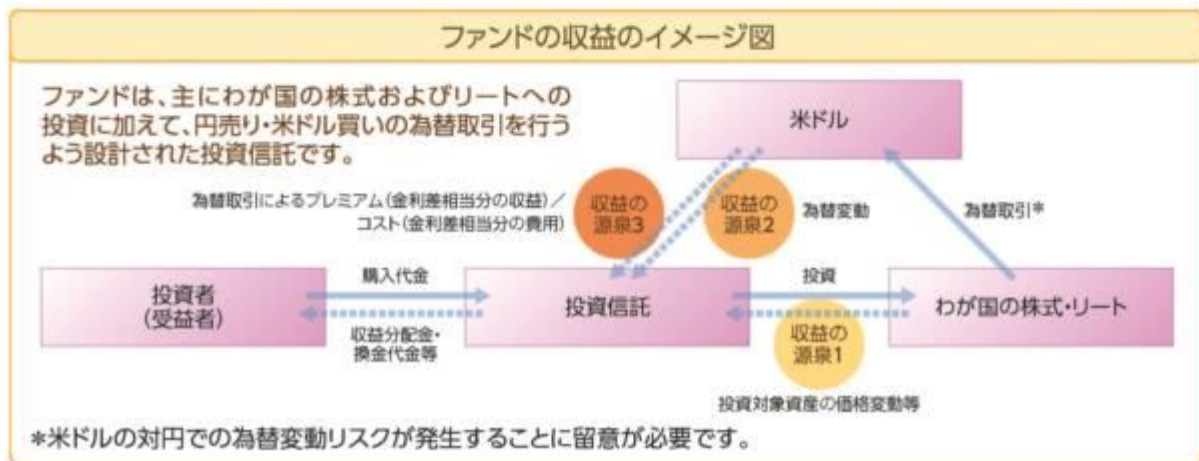 ファンドの収益のイメージ図
ファンドは、主にわが国の株式およびリートへの
投資に加えて、円売り・米ドル買いの為替取引を行う
よう設計された投資信託です。
米ドル
為替取引によるプレミアム(金利差相当分の収益)／
コスト(金利差相当分の費用)
収益の
源泉3
収益の
源泉2
為替変動
為替取引*
投資者
(受益者)
購入代金
収益分配金・
換金代金等
投資信託
投資
収益の
源泉1
わが国の株式・リート
投資対象資産の価格変動等
*米ドルの対円での為替変動リスクが発生することに留意が必要です。